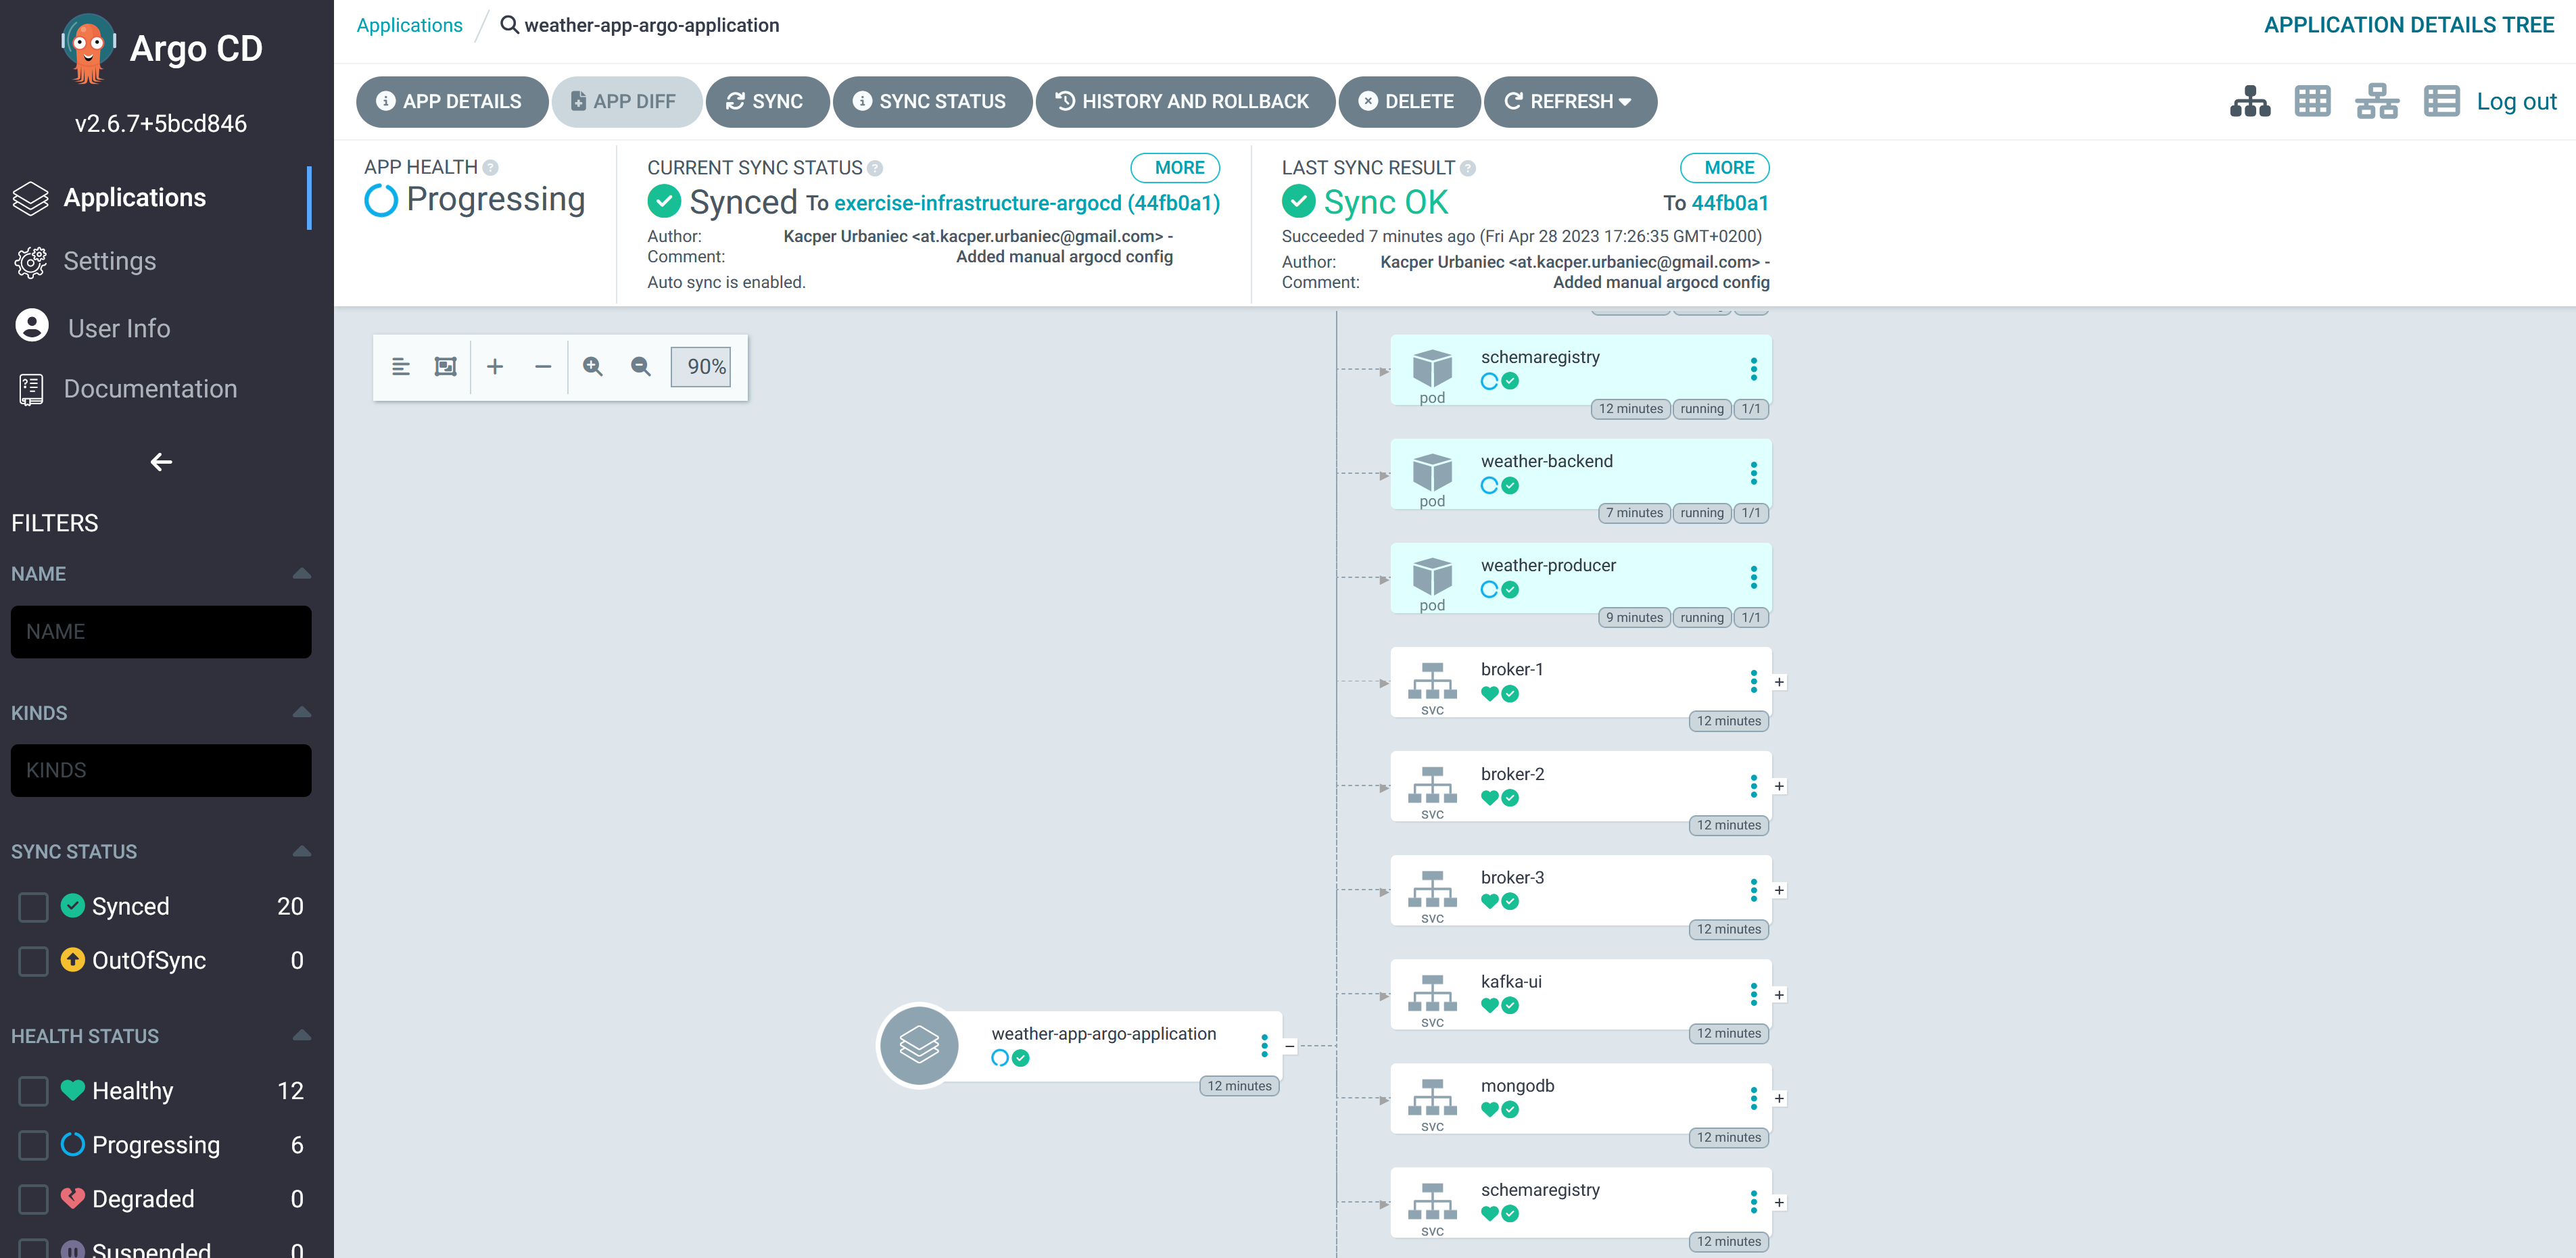 Argo CD
v2.6.7+5bcd846
Applications
Settings
User Info
Documentation
FILTERS
NAME
NAME
KINDS
KINDS
SYNC STATUS
Synced 20
OutOfSync 0
HEALTH STATUS
Healthy 12
Progressing 6
Degraded 0
Suspended 0
Applications / weather-app-argo-application
APPLICATION DETAILS TREE
APP DETAILS APP DIFF SYNC SYNC STATUS HISTORY AND ROLLBACK DELETE REFRESH
Log out
APP HEALTH
Progressing
CURRENT SYNC STATUS MORE
Synced To exercise-infrastructure-argocd (44fb0a1)
Author: Kacper Urbaniec <at.kacper.urbaniec@gmail.com> -
Comment: Added manual argocd config
Auto sync is enabled.
LAST SYNC RESULT MORE
Sync OK To 44fb0a1
Succeeded 7 minutes ago (Fri Apr 28 2023 17:26:35 GMT+0200)
Author: Kacper Urbaniec <at.kacper.urbaniec@gmail.com> -
Comment: Added manual argocd config
90%
weather-app-argo-application
12 minutes
schemaregistry
pod
12 minutes running 1/1
weather-backend
pod
7 minutes running 1/1
weather-producer
pod
9 minutes running 1/1
broker-1
svc
12 minutes
broker-2
svc
12 minutes
broker-3
svc
12 minutes
kafka-ui
svc
12 minutes
mongodb
svc
12 minutes
schemaregistry
svc
12 minutes